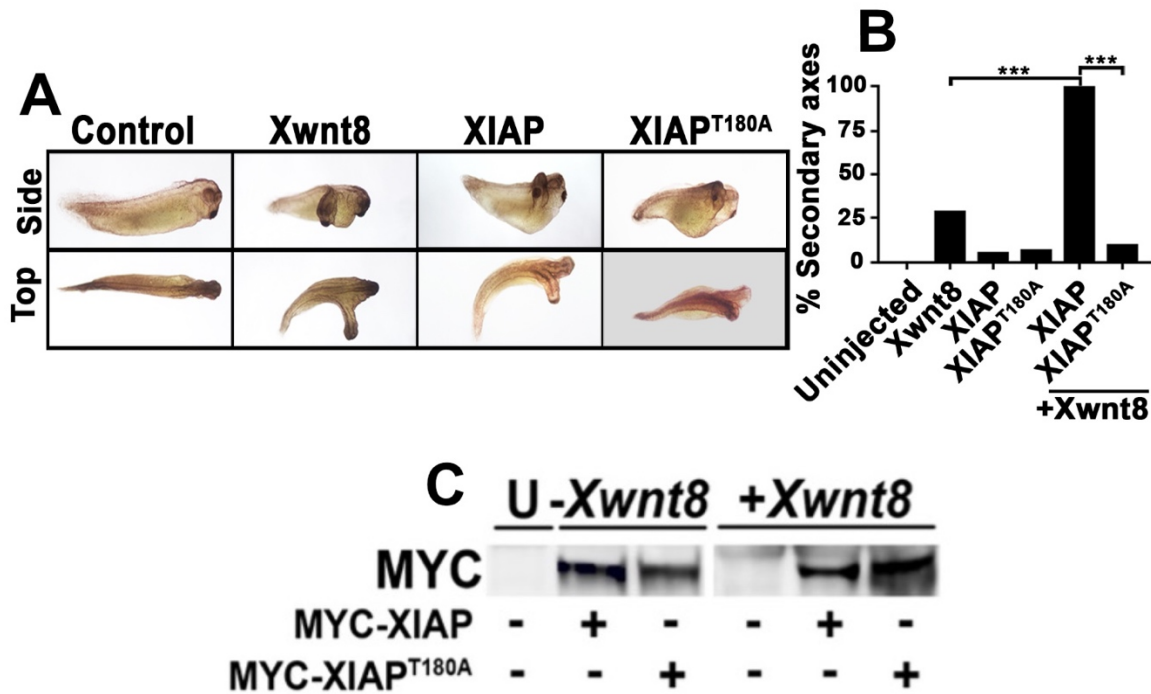 A
Control Xwnt8 XIAP XIAPT180A
Side
Top
B
% Secondary axes
100
75
50
25
0
*** ***
Uninjected
Xwnt8
XIAP
XIAPT180A
XIAP
XIAPT180A
+Xwnt8
C
U -Xwnt8 +Xwnt8
MYC
MYC-XIAP - + - - + -
MYC-XIAPT180A - - + - - +